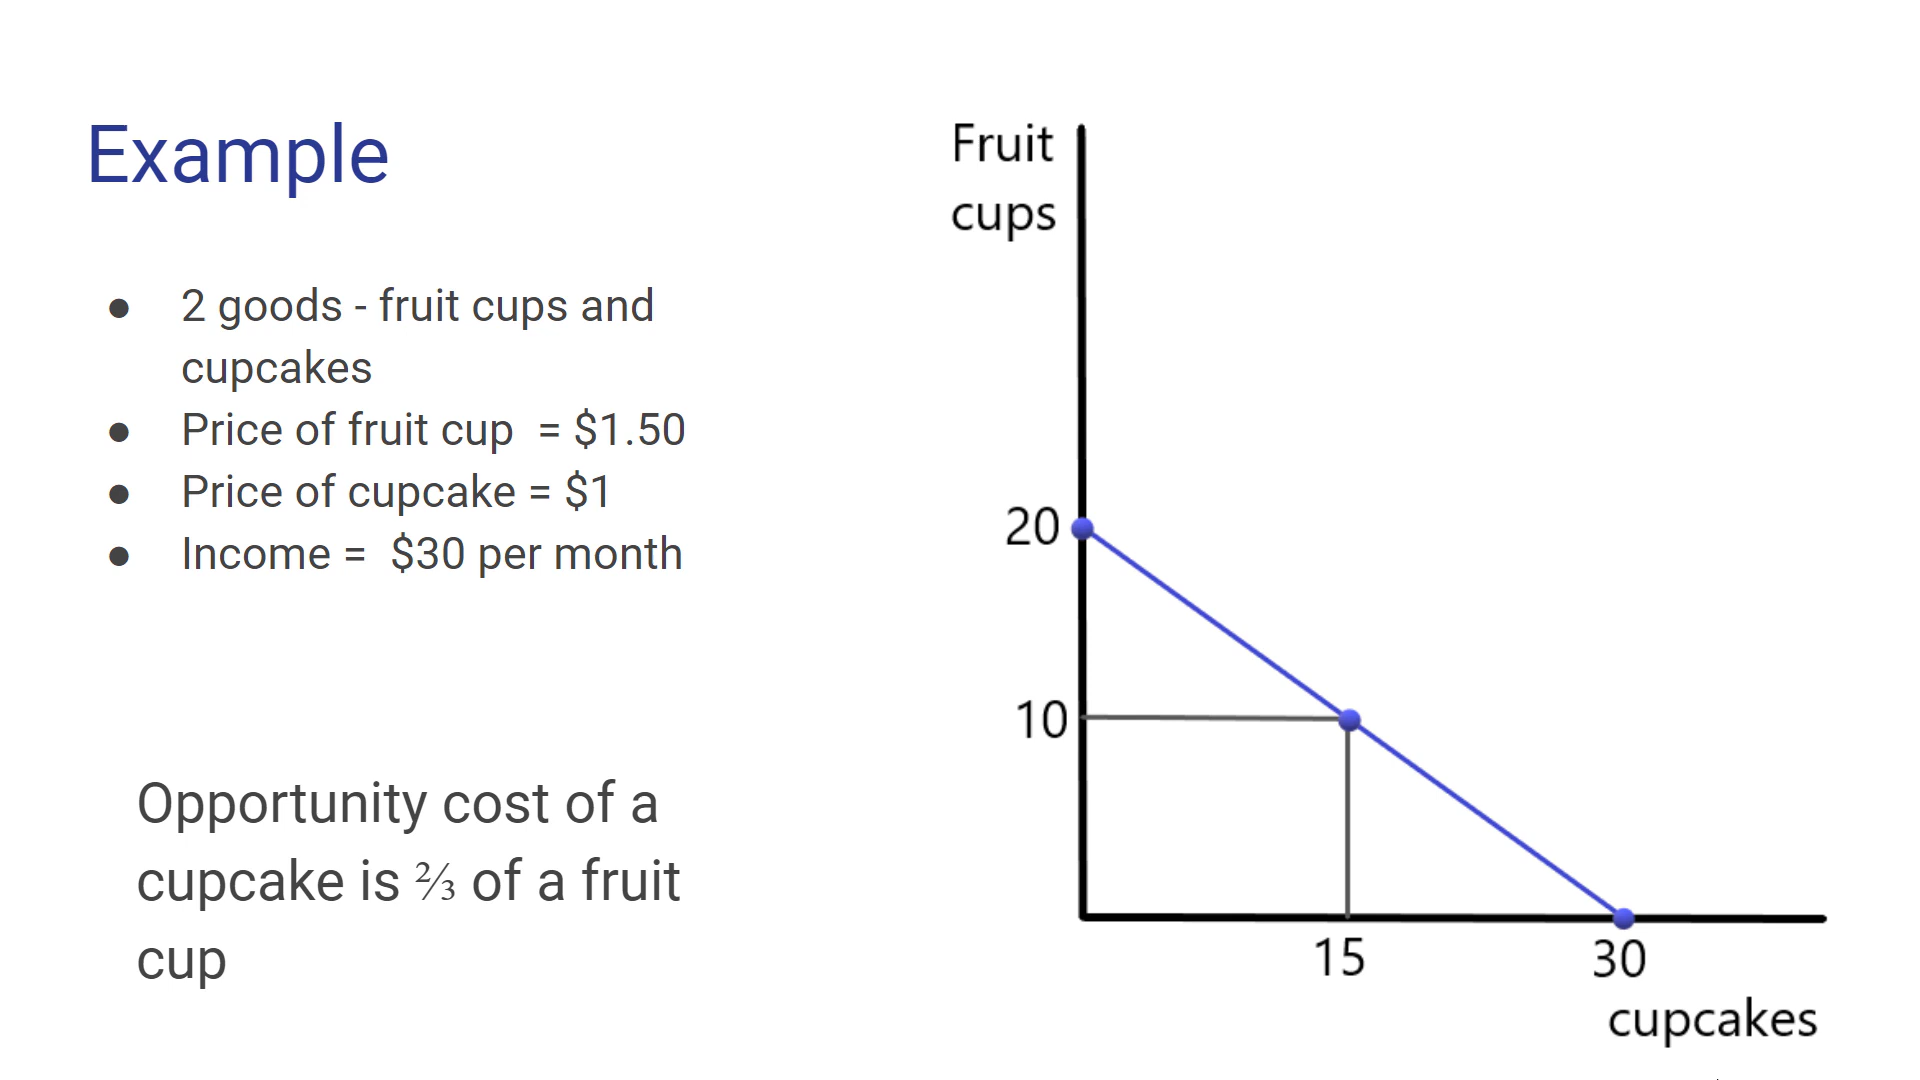 Example
● 2 goods - fruit cups and
cupcakes
● Price of fruit cup  = $1.50
● Price of cupcake = $1
● Income =  $30 per month
Opportunity cost of a
cupcake is ⅔ of a fruit
cup
Fruit
cups
20
10
15
30
cupcakes